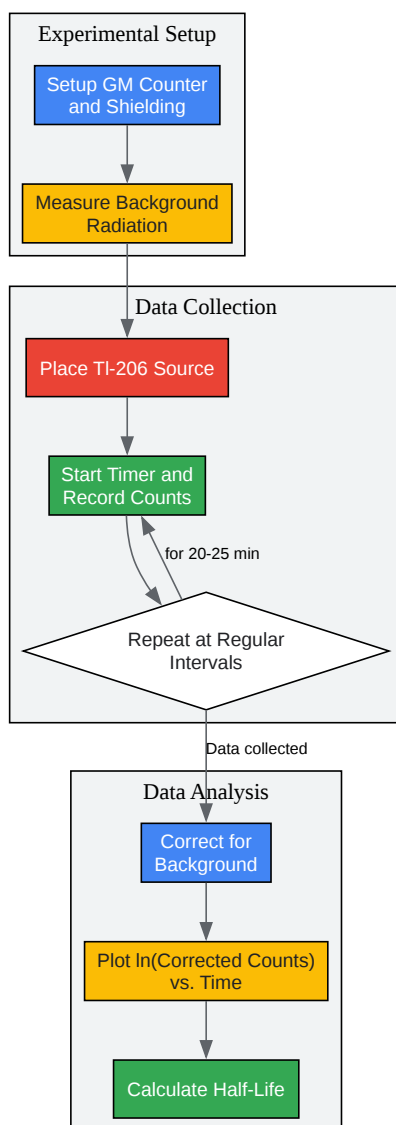 Experimental Setup
Setup GM Counter
and Shielding
Measure Background
Radiation
Data Collection
Place Tl-206 Source
Start Timer and
Record Counts
for 20-25 min
Repeat at Regular
Intervals
Data collected
Data Analysis
Correct for
Background
Plot ln(Corrected Counts)
vs. Time
Calculate Half-Life